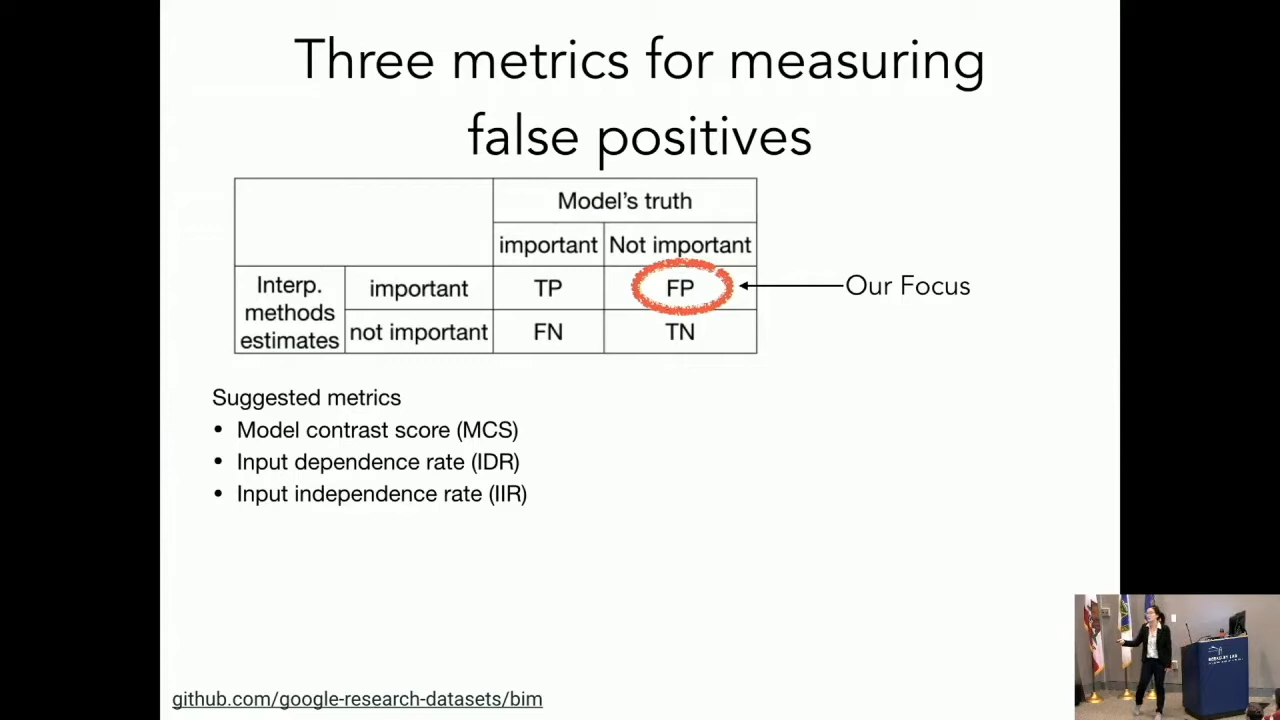 Three metrics for measuring
false positives
Model's truth
important Not important
Interp. methods estimates
important TP FP
not important FN TN
Our Focus
Suggested metrics
• Model contrast score (MCS)
• Input dependence rate (IDR)
• Input independence rate (IIR)
github.com/google-research-datasets/bim
BERKELEY LAB